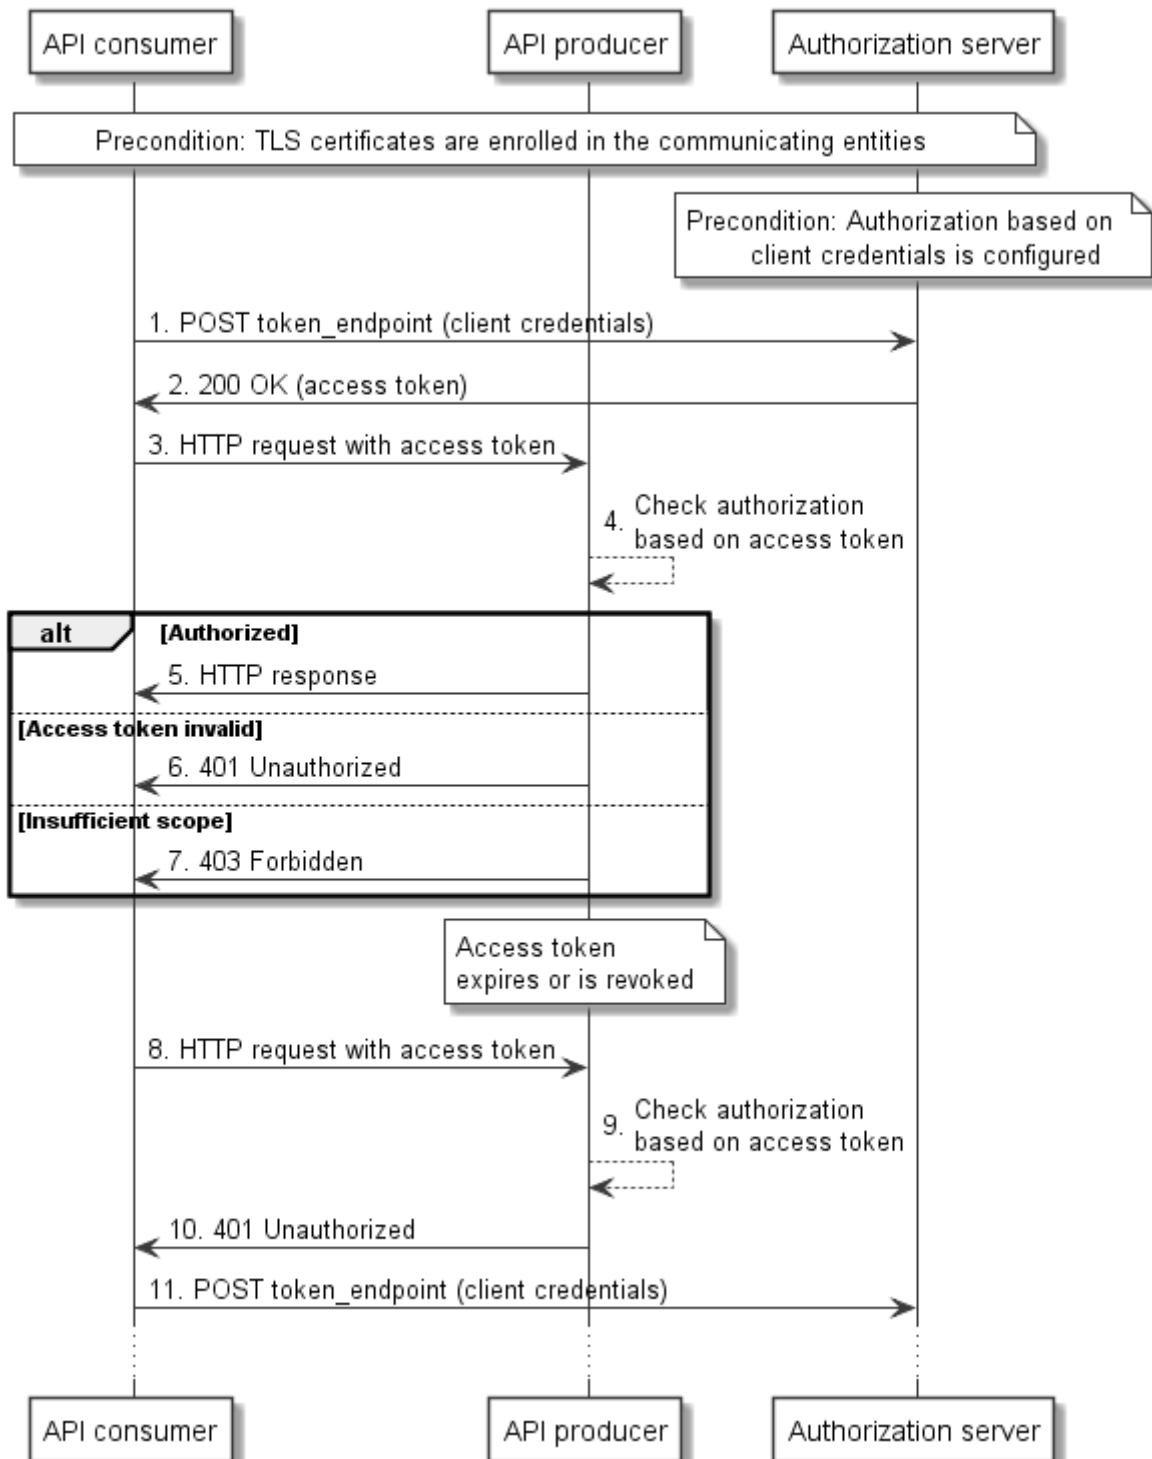 API consumer
API producer
Authorization server
Precondition: TLS certificates are enrolled in the communicating entities
Precondition: Authorization based on
client credentials is configured
1. POST token_endpoint (client credentials)
2. 200 OK (access token)
3. HTTP request with access token
4. Check authorization
based on access token
alt [Authorized]
5. HTTP response
[Access token invalid]
6. 401 Unauthorized
[Insufficient scope]
7. 403 Forbidden
Access token
expires or is revoked
8. HTTP request with access token
9. Check authorization
based on access token
10. 401 Unauthorized
11. POST token_endpoint (client credentials)
API consumer
API producer
Authorization server